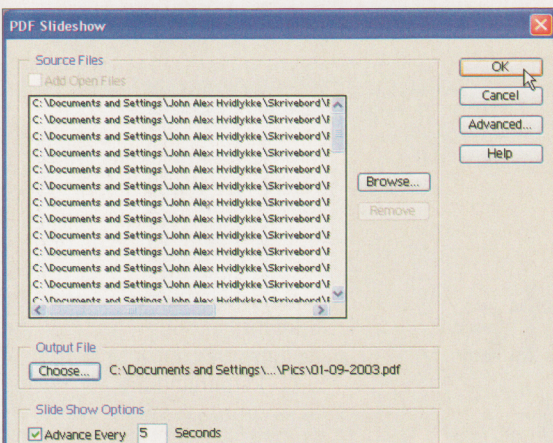 PDF Slideshow
Source Files
Add Open Files
C:\Documents and Settings\John Alex Hvidlykke\Skrivebord\F
C:\Documents and Settings\John Alex Hvidlykke\Skrivebord\F
C:\Documents and Settings\John Alex Hvidlykke\Skrivebord\F
C:\Documents and Settings\John Alex Hvidlykke\Skrivebord\F
C:\Documents and Settings\John Alex Hvidlykke\Skrivebord\F
C:\Documents and Settings\John Alex Hvidlykke\Skrivebord\F
C:\Documents and Settings\John Alex Hvidlykke\Skrivebord\F
C:\Documents and Settings\John Alex Hvidlykke\Skrivebord\F
C:\Documents and Settings\John Alex Hvidlykke\Skrivebord\F
C:\Documents and Settings\John Alex Hvidlykke\Skrivebord\F
C:\Documents and Settings\John Alex Hvidlykke\Skrivebord\F
C:\Documents and Settings\John Alex Hvidlykke\Skrivebord\F
C:\Documents and Settings\John Alex Hvidlykke\Skrivebord\F
Browse...
Remove
OK
Cancel
Advanced...
Help
Output File
Choose... C:\Documents and Settings\...\Pics\01-09-2003.pdf
Slide Show Options
Advance Every 5 Seconds